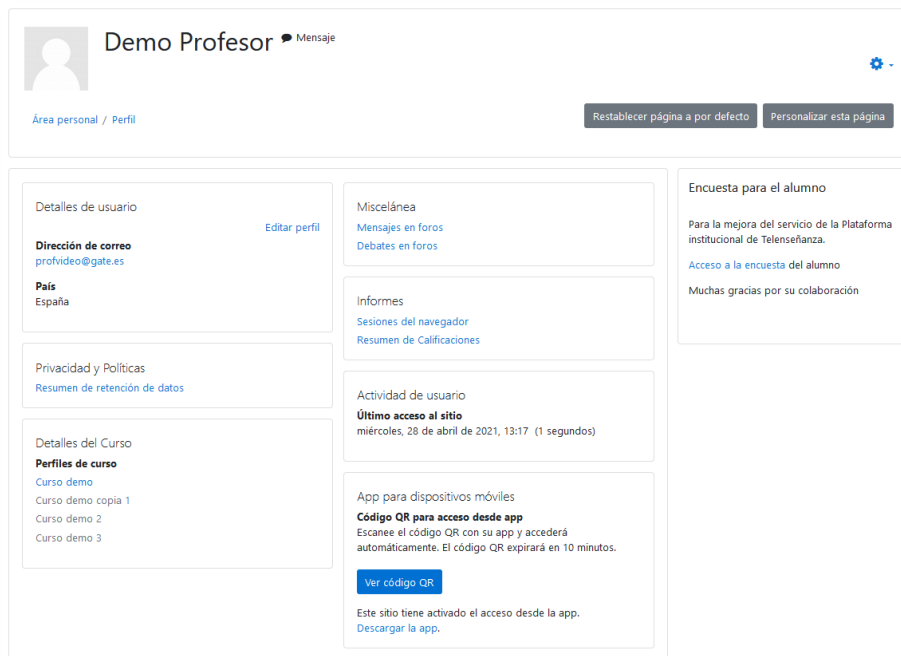 Demo Profesor Mensaje
Área personal / Perfil
Restablecer página a por defecto
Personalizar esta página
Detalles de usuario
Editar perfil
Dirección de correo
profvideo@gate.es
País
España
Privacidad y Políticas
Resumen de retención de datos
Detalles del Curso
Perfiles de curso
Curso demo
Curso demo copia 1
Curso demo 2
Curso demo 3
Miscelánea
Mensajes en foros
Debates en foros
Informes
Sesiones del navegador
Resumen de Calificaciones
Actividad de usuario
Último acceso al sitio
miércoles, 28 de abril de 2021, 13:17 (1 segundos)
App para dispositivos móviles
Código QR para acceso desde app
Escanee el código QR con su app y accederá
automáticamente. El código QR expirará en 10 minutos.
Ver código QR
Este sitio tiene activado el acceso desde la app.
Descargar la app.
Encuesta para el alumno
Para la mejora del servicio de la Plataforma
institucional de Telenseñanza.
Acceso a la encuesta del alumno
Muchas gracias por su colaboración